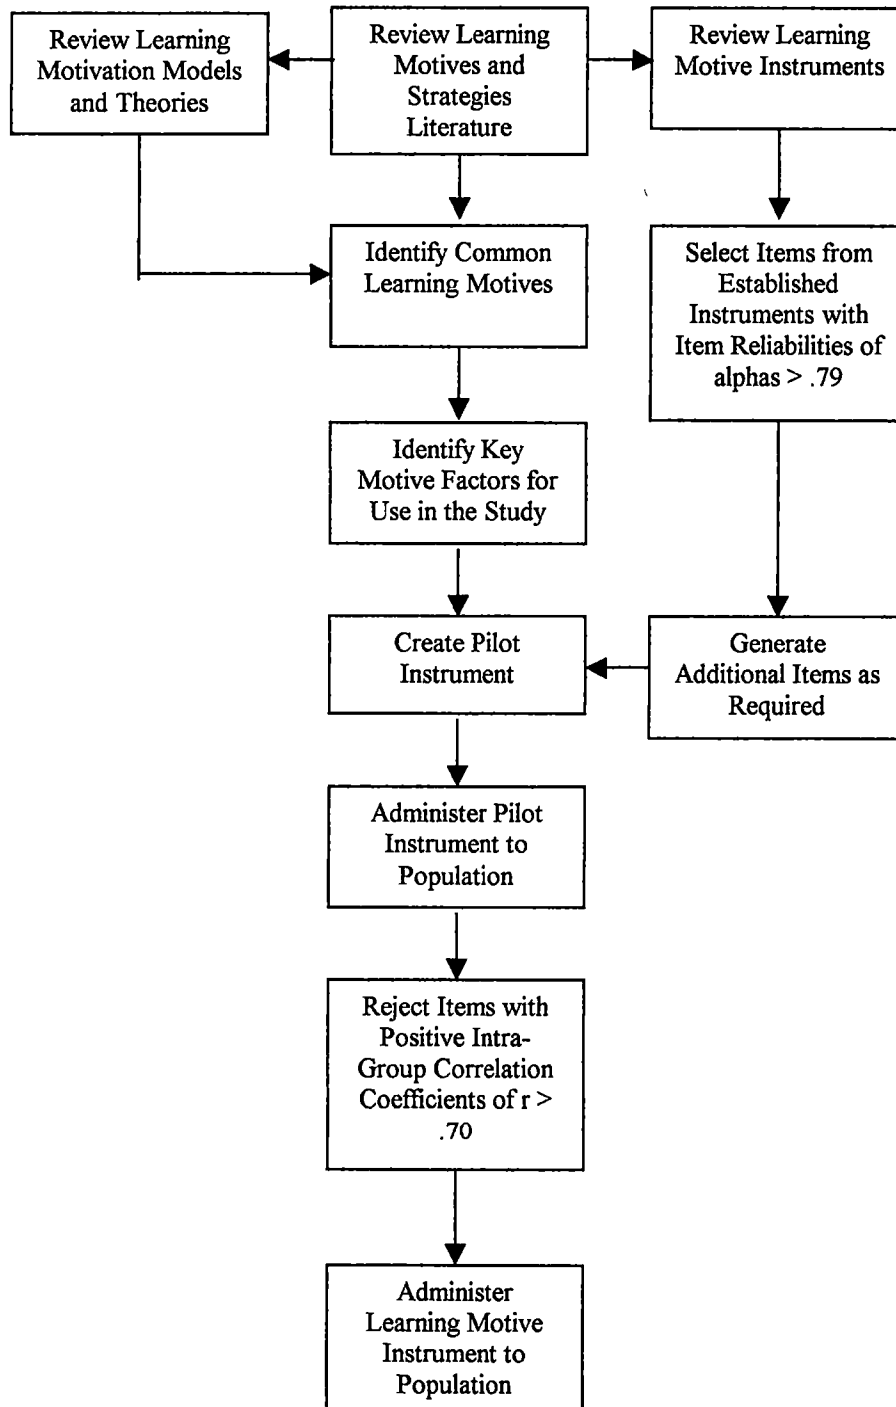 Review Learning
Motivation Models
and Theories
Review Learning
Motives and
Strategies
Literature
Review Learning
Motive Instruments
Identify Common
Learning Motives
Select Items from
Established
Instruments with
Item Reliabilities of
alphas > .79
Identify Key
Motive Factors for
Use in the Study
Create Pilot
Instrument
Generate
Additional Items as
Required
Administer Pilot
Instrument to
Population
Reject Items with
Positive Intra-
Group Correlation
Coefficients of r >
.70
Administer
Learning Motive
Instrument to
Population